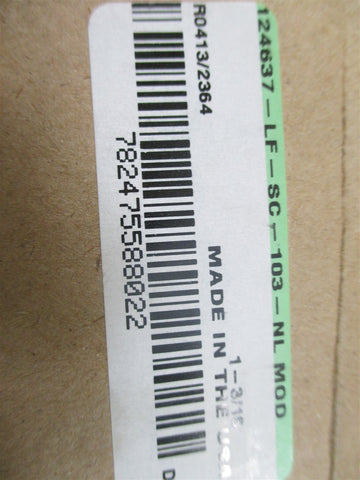 124637-LF-SC-103-NL MOD
R0413/2364
1-3/16
MADE IN THE USA
782475588022
D